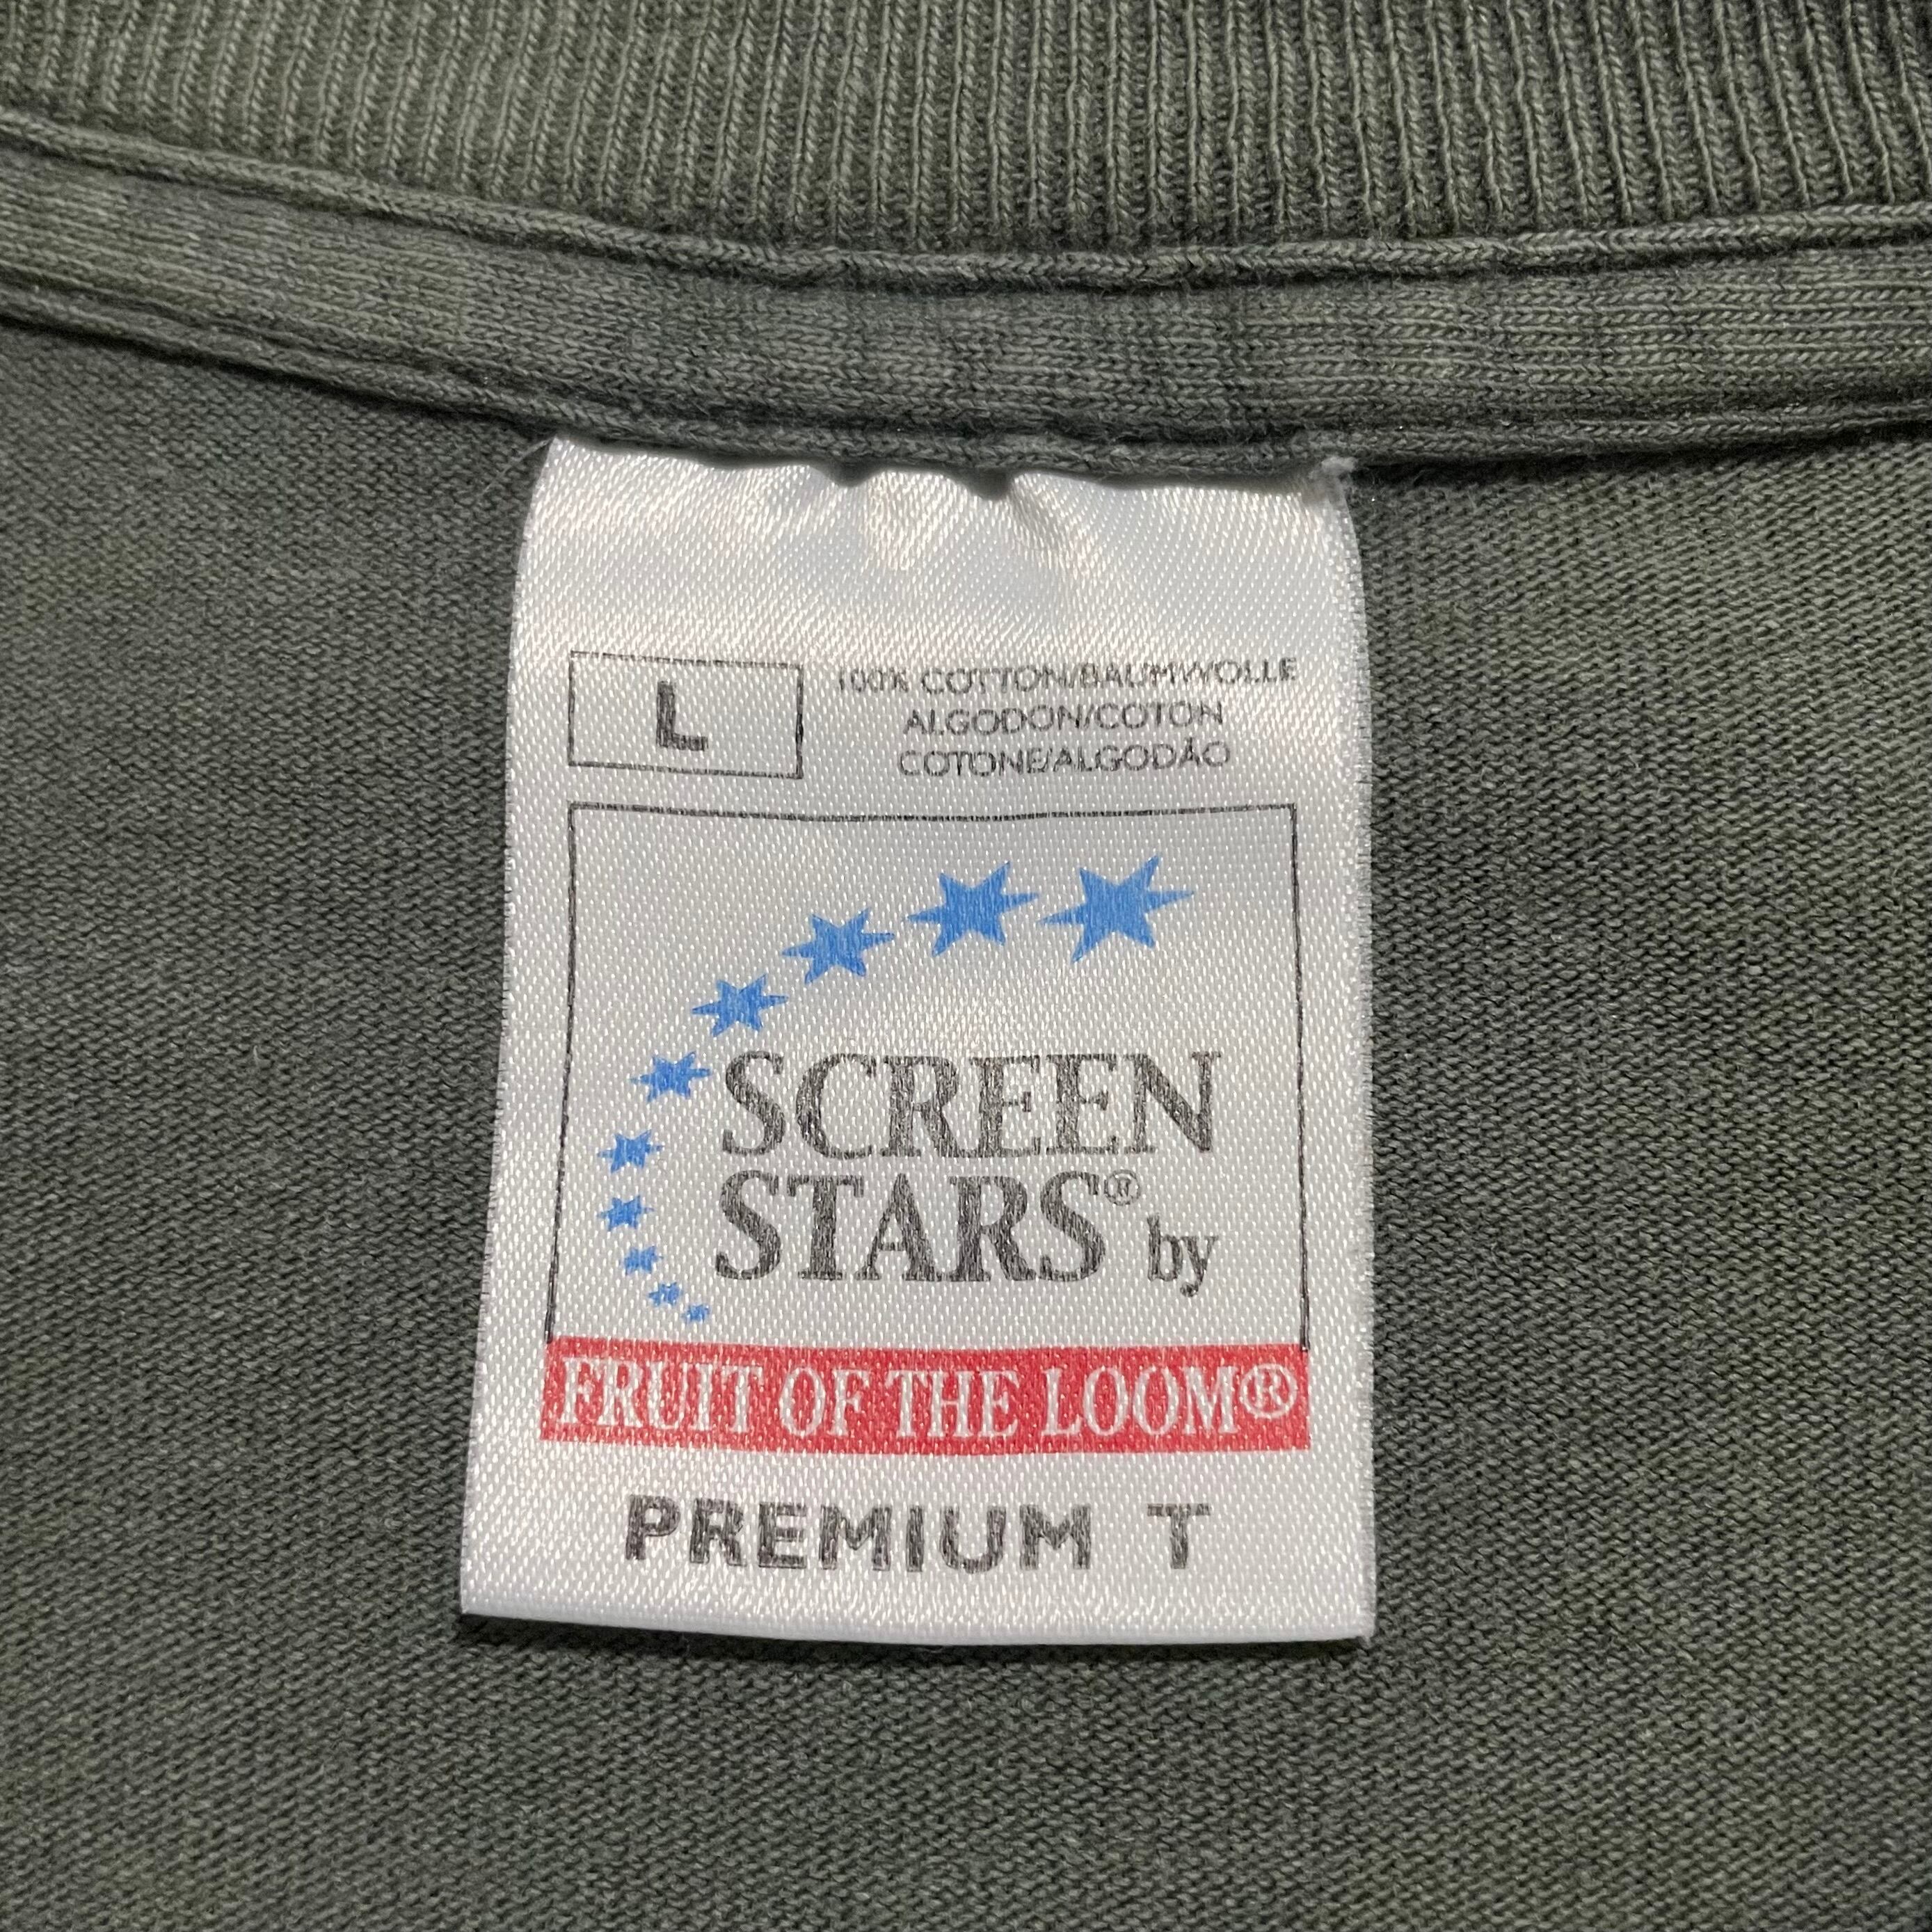 L
100% COTTON/BAUMWOLLE
ALGODON/COTON
COTONE/ALGODÃO
SCREEN
STARS® by
FRUIT OF THE LOOM®
PREMIUM T